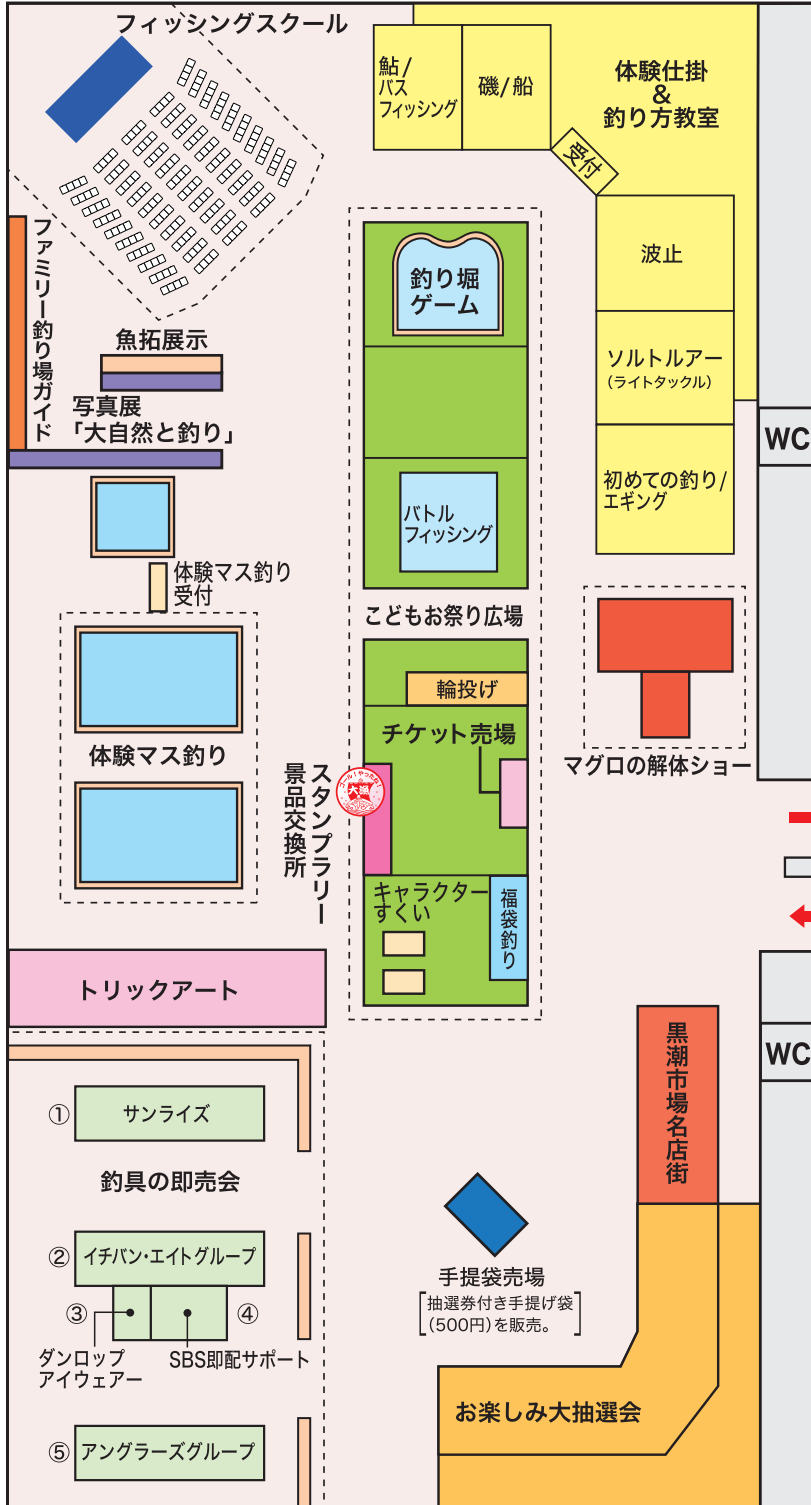 フィッシングスクール
鮎/
バス
フィッシング
磯/船
体験仕掛
&
釣り方教室
受付
波止
ソルトルアー
(ライトタックル)
初めての釣り/
エギング
WC
ファミリー釣り場ガイド
魚拓展示
写真展
「大自然と釣り」
釣り堀
ゲーム
バトル
フィッシング
体験マス釣り
受付
こどもお祭り広場
輪投げ
チケット売場
体験マス釣り
スタンプラリー
景品交換所
ゴール!やったね!
大漁
キャラクター
すくい
福袋釣り
マグロの解体ショー
トリックアート
黒潮市場名店街
WC
① サンライズ
釣具の即売会
② イチバン・エイトグループ
③ ④
ダンロップ
アイウェアー
SBS即配サポート
⑤ アングラーズグループ
手提袋売場
[抽選券付き手提げ袋
(500円)を販売。]
お楽しみ大抽選会